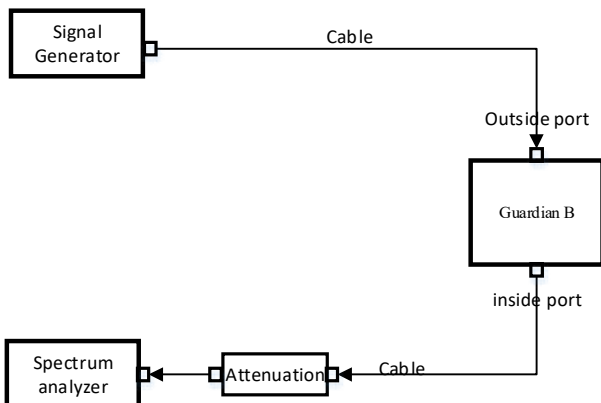 Signal
Generator
Cable
Outside port
Guardian B
inside port
Cable
Attenuation
Spectrum
analyzer